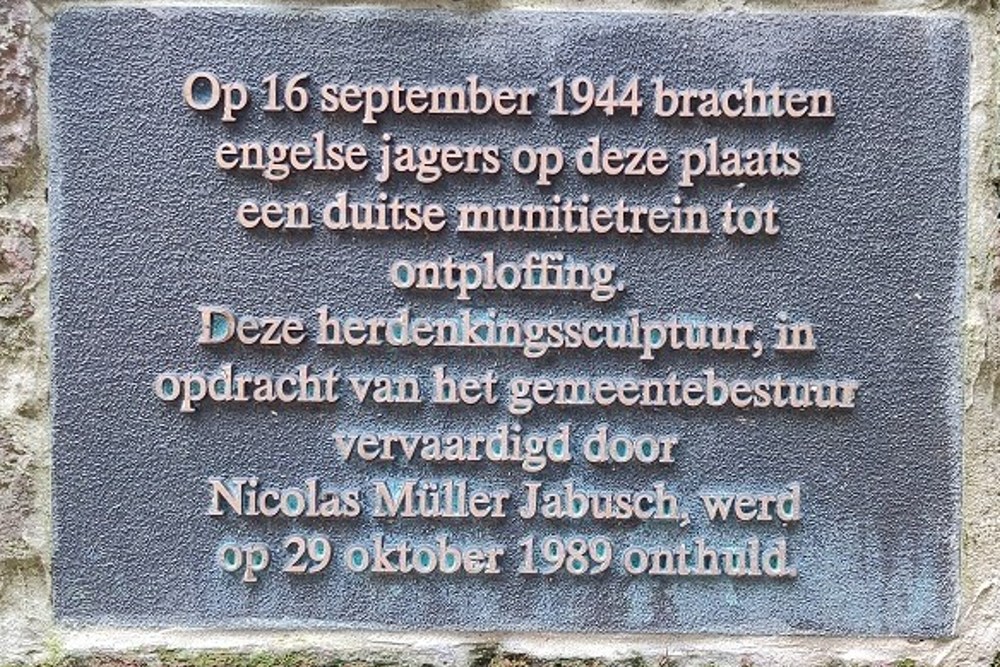 Op 16 september 1944 brachten
engelse jagers op deze plaats
een duitse munitietrein tot
ontploffing.
Deze herdenkingssculptuur, in
opdracht van het gemeentebestuur
vervaardigd door
Nicolas Müller Jabusch, werd
op 29 oktober 1989 onthuld.